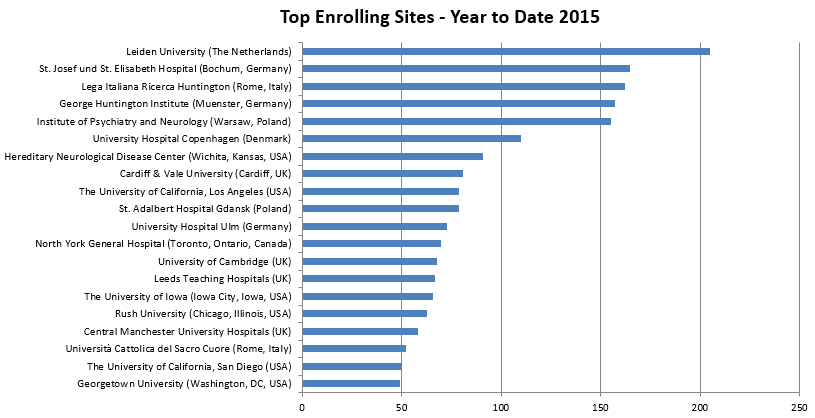 Top Enrolling Sites - Year to Date 2015
Leiden University (The Netherlands)
St. Josef und St. Elisabeth Hospital (Bochum, Germany)
Lega Italiana Ricerca Huntington (Rome, Italy)
George Huntington Institute (Muenster, Germany)
Institute of Psychiatry and Neurology (Warsaw, Poland)
University Hospital Copenhagen (Denmark)
Hereditary Neurological Disease Center (Wichita, Kansas, USA)
Cardiff & Vale University (Cardiff, UK)
The University of California, Los Angeles (USA)
St. Adalbert Hospital Gdansk (Poland)
University Hospital Ulm (Germany)
North York General Hospital (Toronto, Ontario, Canada)
University of Cambridge (UK)
Leeds Teaching Hospitals (UK)
The University of Iowa (Iowa City, Iowa, USA)
Rush University (Chicago, Illinois, USA)
Central Manchester University Hospitals (UK)
Università Cattolica del Sacro Cuore (Rome, Italy)
The University of California, San Diego (USA)
Georgetown University (Washington, DC, USA)
0 50 100 150 200 250